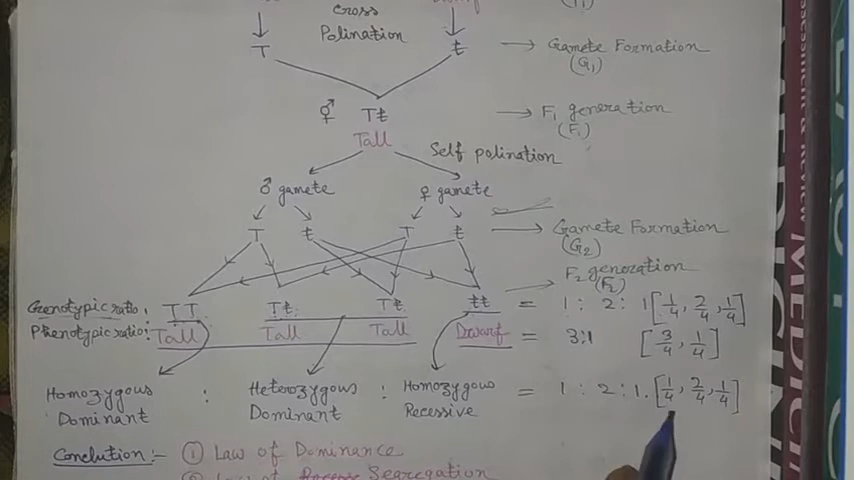 Cross
Polination
T t → Gamete Formation
(G₁)
⚥ Tt → F₁ generation
(F₁)
Tall
Self polination
♂ gamete ♀ gamete
T t T t → Gamete Formation
(G₂)
F₂ generation
(F₂)
Genotypic ratio: TT Tt Tt tt = 1 : 2 : 1 [1/4, 2/4, 1/4]
Phenotypic ratio: Tall Tall Tall Dwarf = 3:1 [3/4, 1/4]
Homozygous : Heterozygous : Homozygous = 1 : 2 : 1. [1/4, 2/4, 1/4]
Dominant Dominant Recessive
Conclution:- ① Law of Dominance
Segregation